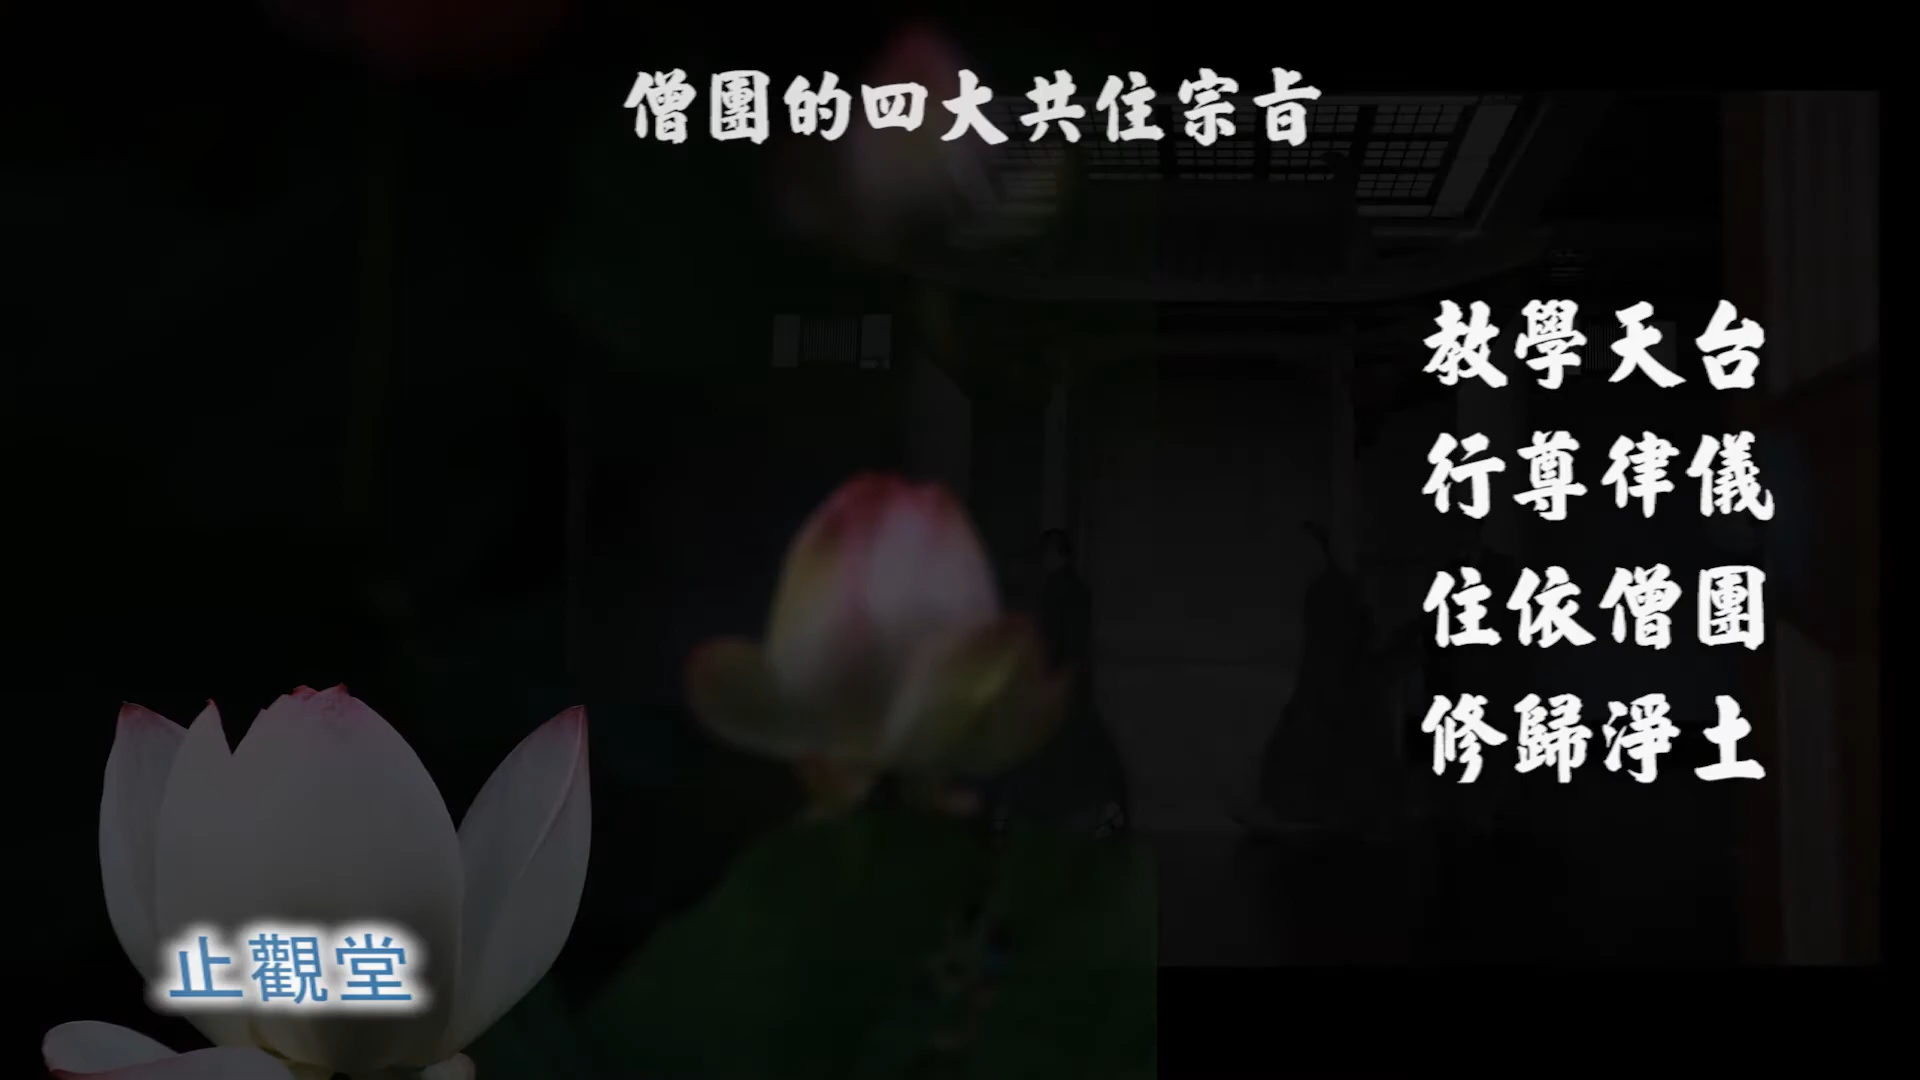 僧團的四大共住宗旨
教學天台
行尊律儀
住依僧團
修歸淨土
止觀堂